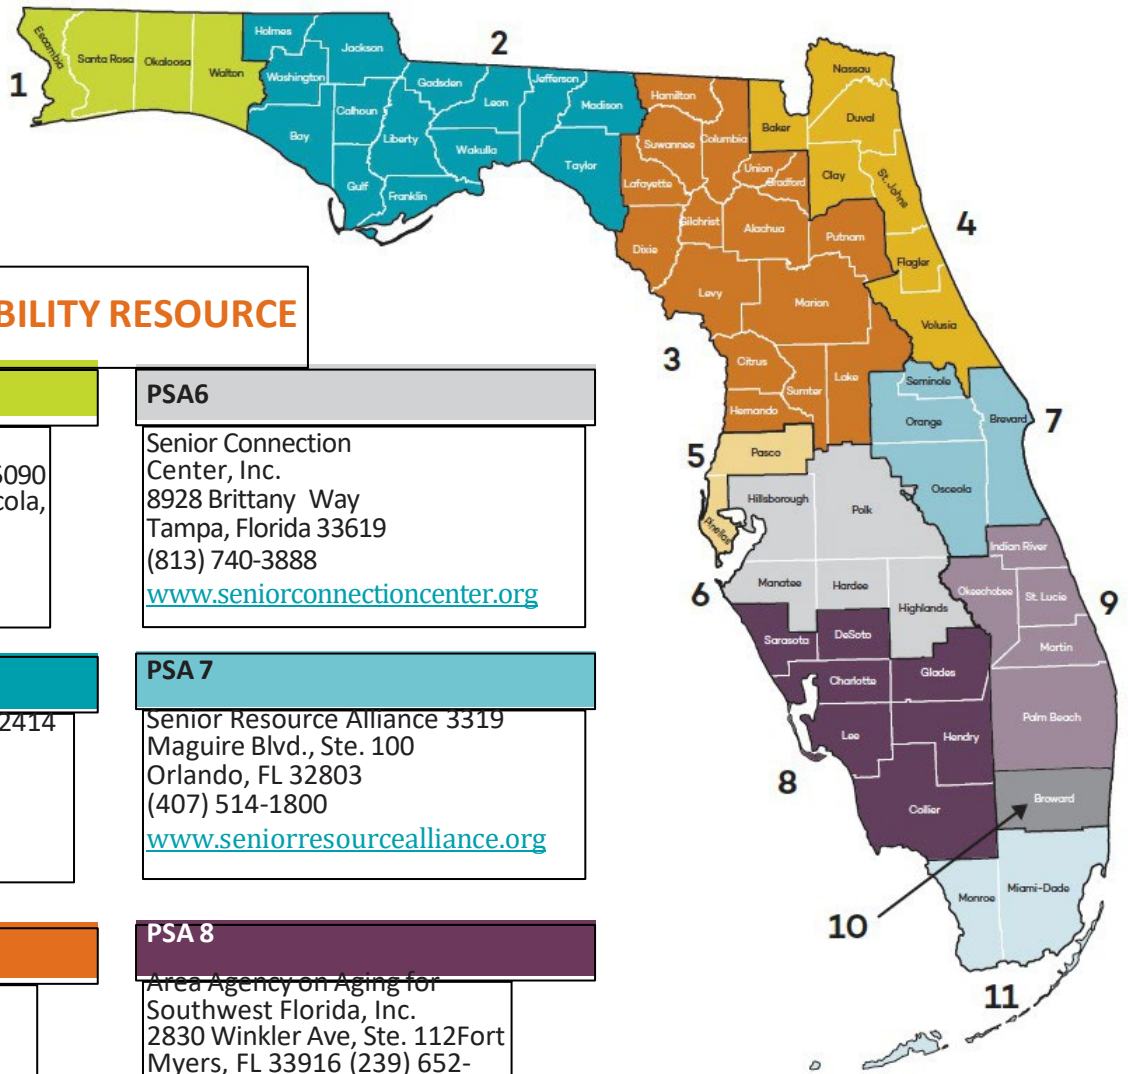 BILITY RESOURCE
6090
cola,
2414
PSA6
Senior Connection
Center, Inc.
8928 Brittany Way
Tampa, Florida 33619
(813) 740-3888
www.seniorconnectioncenter.org
PSA 7
Senior Resource Alliance 3319
Maguire Blvd., Ste. 100
Orlando, FL 32803
(407) 514-1800
www.seniorresourcealliance.org
PSA 8
Area Agency on Aging for
Southwest Florida, Inc.
2830 Winkler Ave, Ste. 112Fort
Myers, FL 33916 (239) 652-
1
Escambia
Santa Rosa
Okaloosa
Walton
2
Holmes
Jackson
Washington
Gadsden
Jefferson
Leon
Madison
Calhoun
Bay
Liberty
Wakulla
Taylor
Gulf
Franklin
3
Hamilton
Suwannee
Columbia
Union
Bradford
Lafayette
Gilchrist
Alachua
Putnam
Dixie
Levy
Marion
Citrus
Sumter
Lake
Hernando
4
Nassau
Baker
Duval
Clay
St. Johns
Flagler
Volusia
5
Pasco
Pinellas
6
Hillsborough
Polk
Manatee
Hardee
Highlands
7
Seminole
Orange
Brevard
Osceola
8
Sarasota
DeSoto
Charlotte
Glades
Lee
Hendry
Collier
9
Indian River
Okeechobee
St. Lucie
Martin
Palm Beach
10
Broward
11
Monroe
Miami-Dade